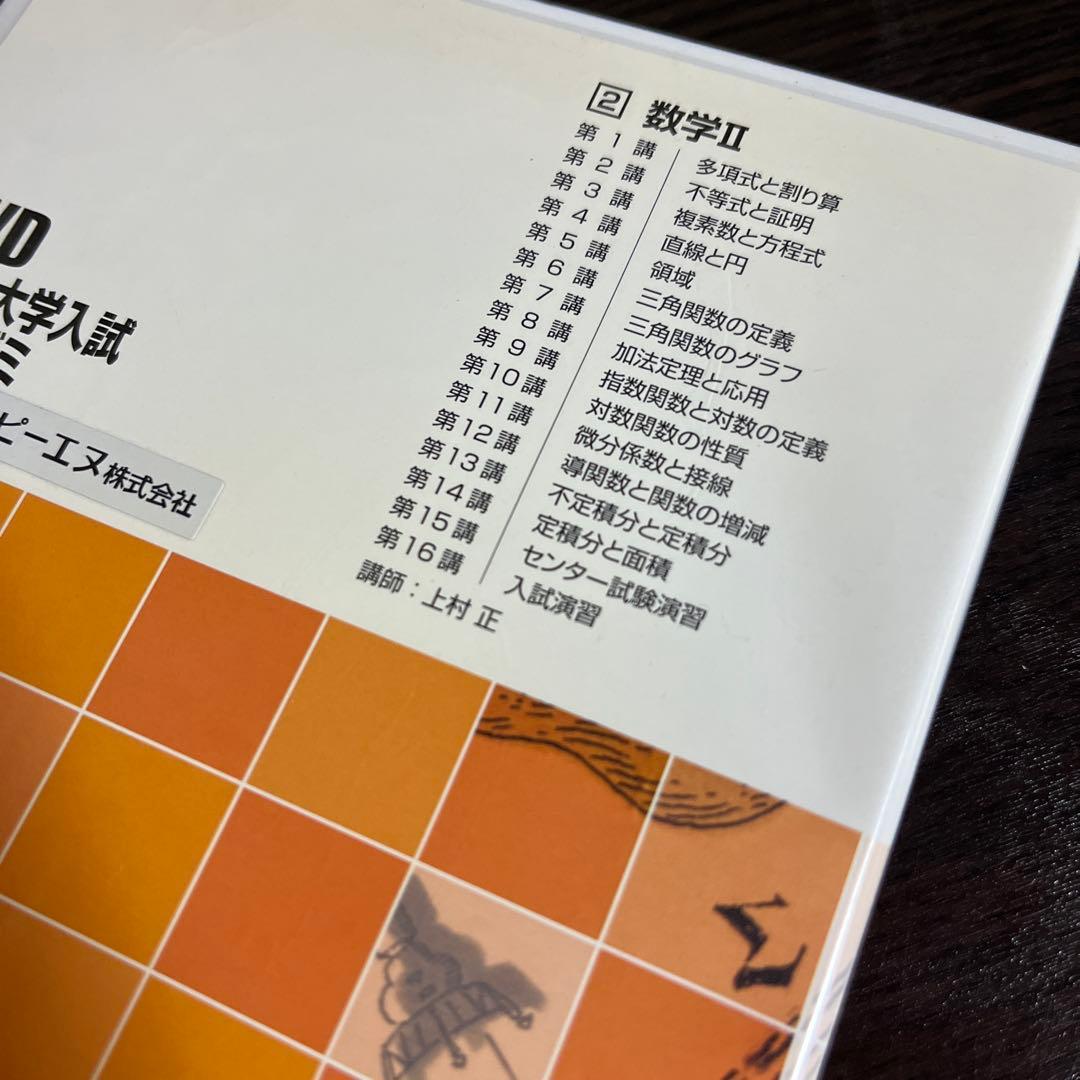 2 数学Ⅱ
第1講 多項式と割り算
第2講 不等式と証明
第3講 複素数と方程式
第4講 直線と円
第5講 領域
第6講 三角関数の定義
第7講 三角関数のグラフ
第8講 加法定理と応用
第9講 指数関数と対数の定義
第10講 対数関数の性質
第11講 微分係数と接線
第12講 導関数と関数の増減
第13講 不定積分と定積分
第14講 定積分と面積
第15講 センター試験演習
第16講 入試演習
講師：上村 正
VD
大学入試
ゼミ
ピーエヌ株式会社
Σ